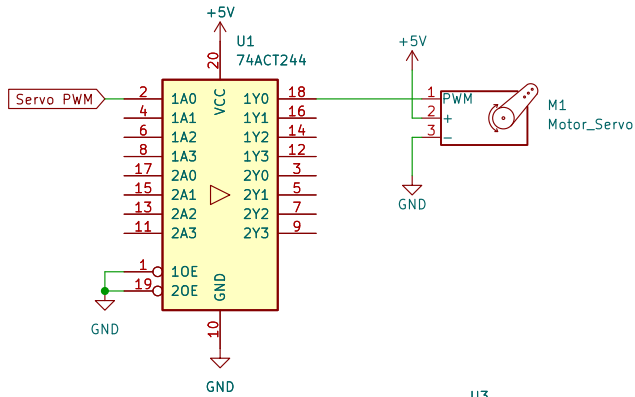 +5V
U1
74ACT244
20
VCC
Servo PWM
2 1A0 1Y0 18
4 1A1 1Y1 16
6 1A2 1Y2 14
8 1A3 1Y3 12
17 2A0 2Y0 3
15 2A1 2Y1 5
13 2A2 2Y2 7
11 2A3 2Y3 9
1 1OE
19 2OE
GND
10
GND
GND
+5V
1 PWM
2 +
3 -
M1
Motor_Servo
GND